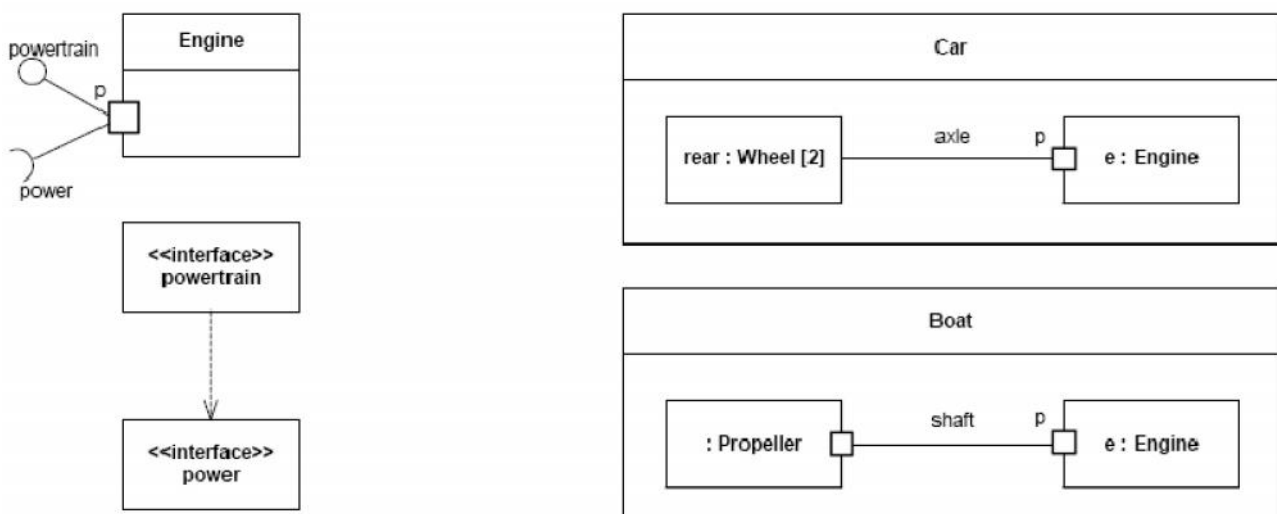 Engine
powertrain
p
power
<<interface>>
powertrain
<<interface>>
power
Car
rear : Wheel [2]
axle
p
e : Engine
Boat
: Propeller
shaft
p
e : Engine